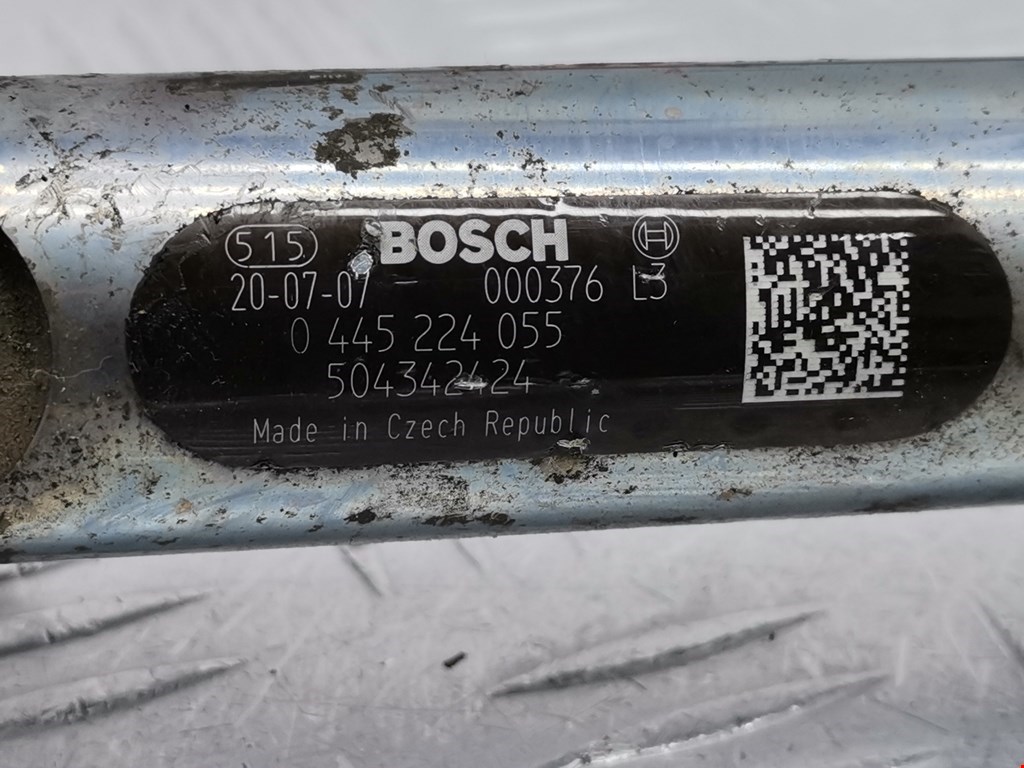 515 BOSCH
20-07-07 000376 L3
0 445 224 055
504342424
Made in Czech Republic